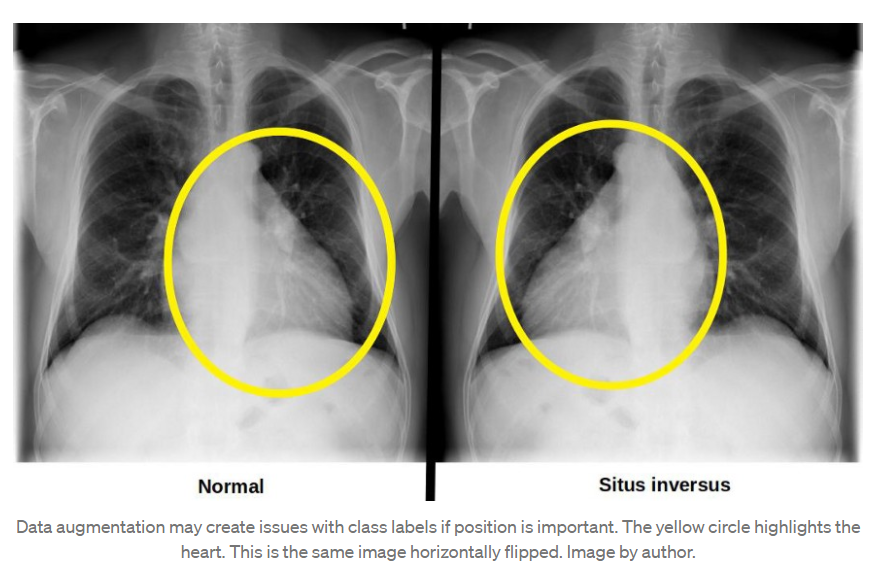 Normal
Situs inversus
Data augmentation may create issues with class labels if position is important. The yellow circle highlights the
heart. This is the same image horizontally flipped. Image by author.